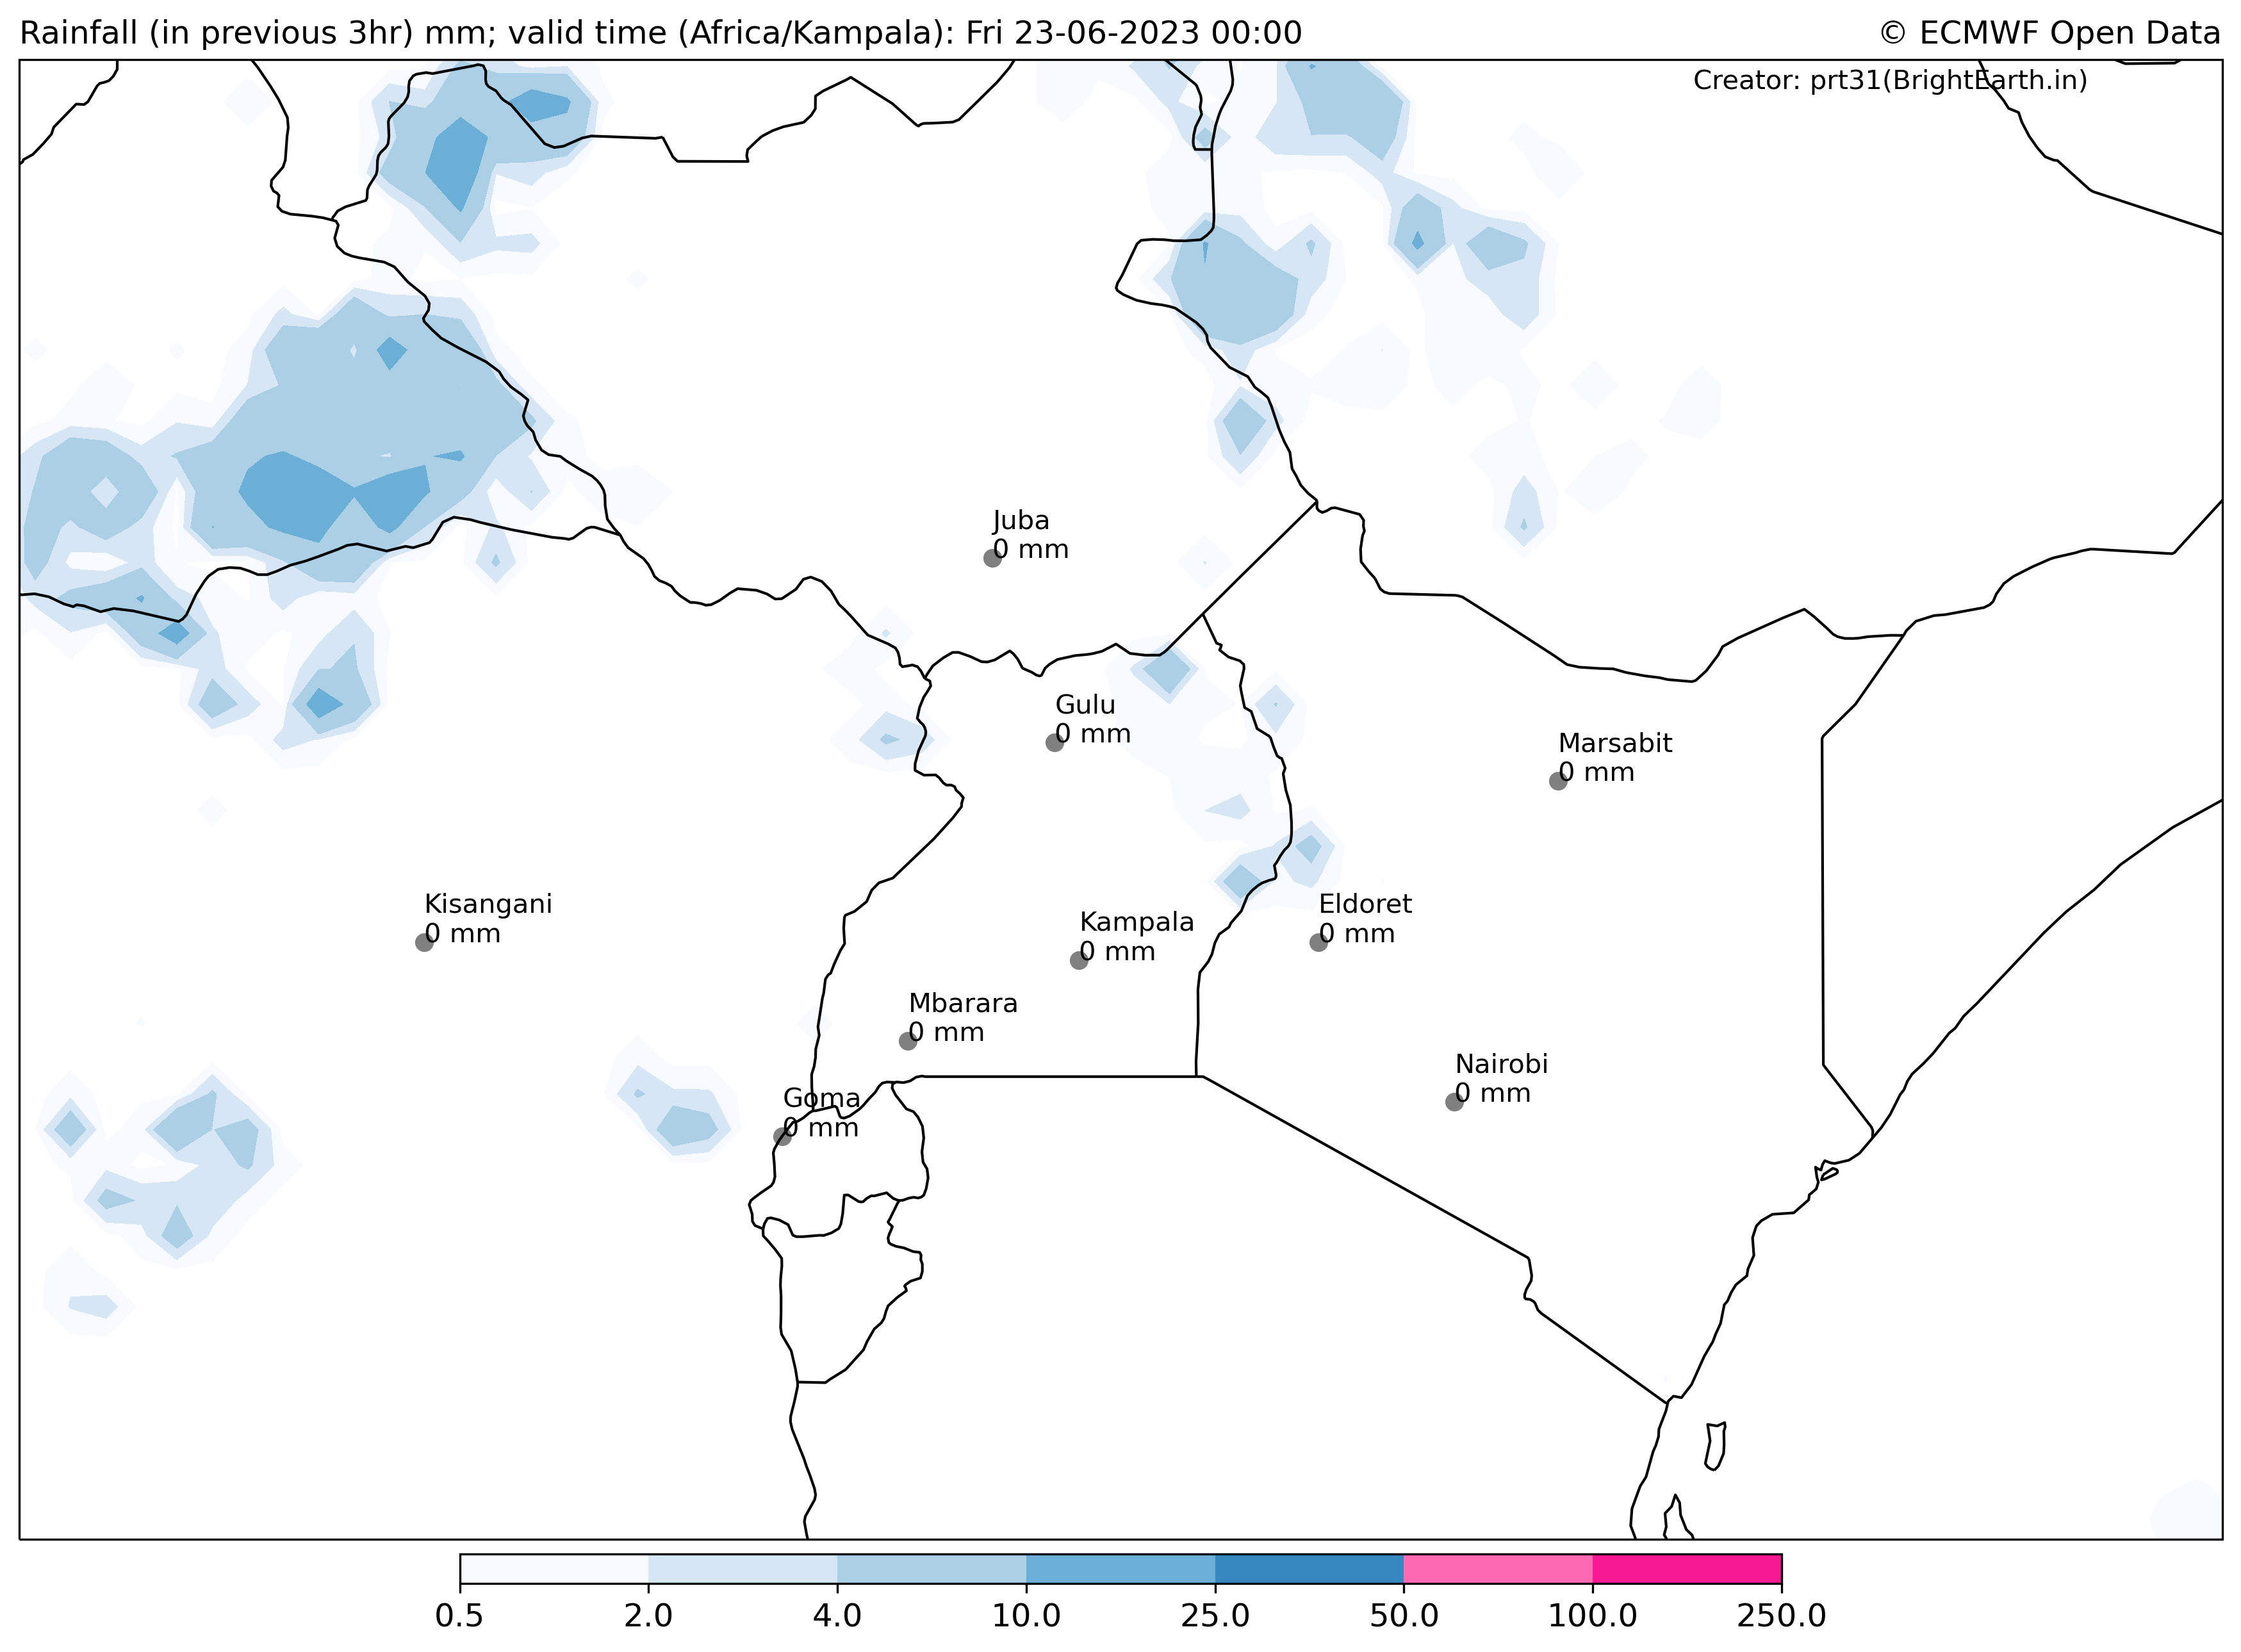 Rainfall (in previous 3hr) mm; valid time (Africa/Kampala): Fri 23-06-2023 00:00
© ECMWF Open Data
Creator: prt31(BrightEarth.in)
Juba
0 mm
Gulu
0 mm
Marsabit
0 mm
Kisangani
0 mm
Kampala
0 mm
Eldoret
0 mm
Mbarara
0 mm
Nairobi
0 mm
Goma
0 mm
0.5 2.0 4.0 10.0 25.0 50.0 100.0 250.0